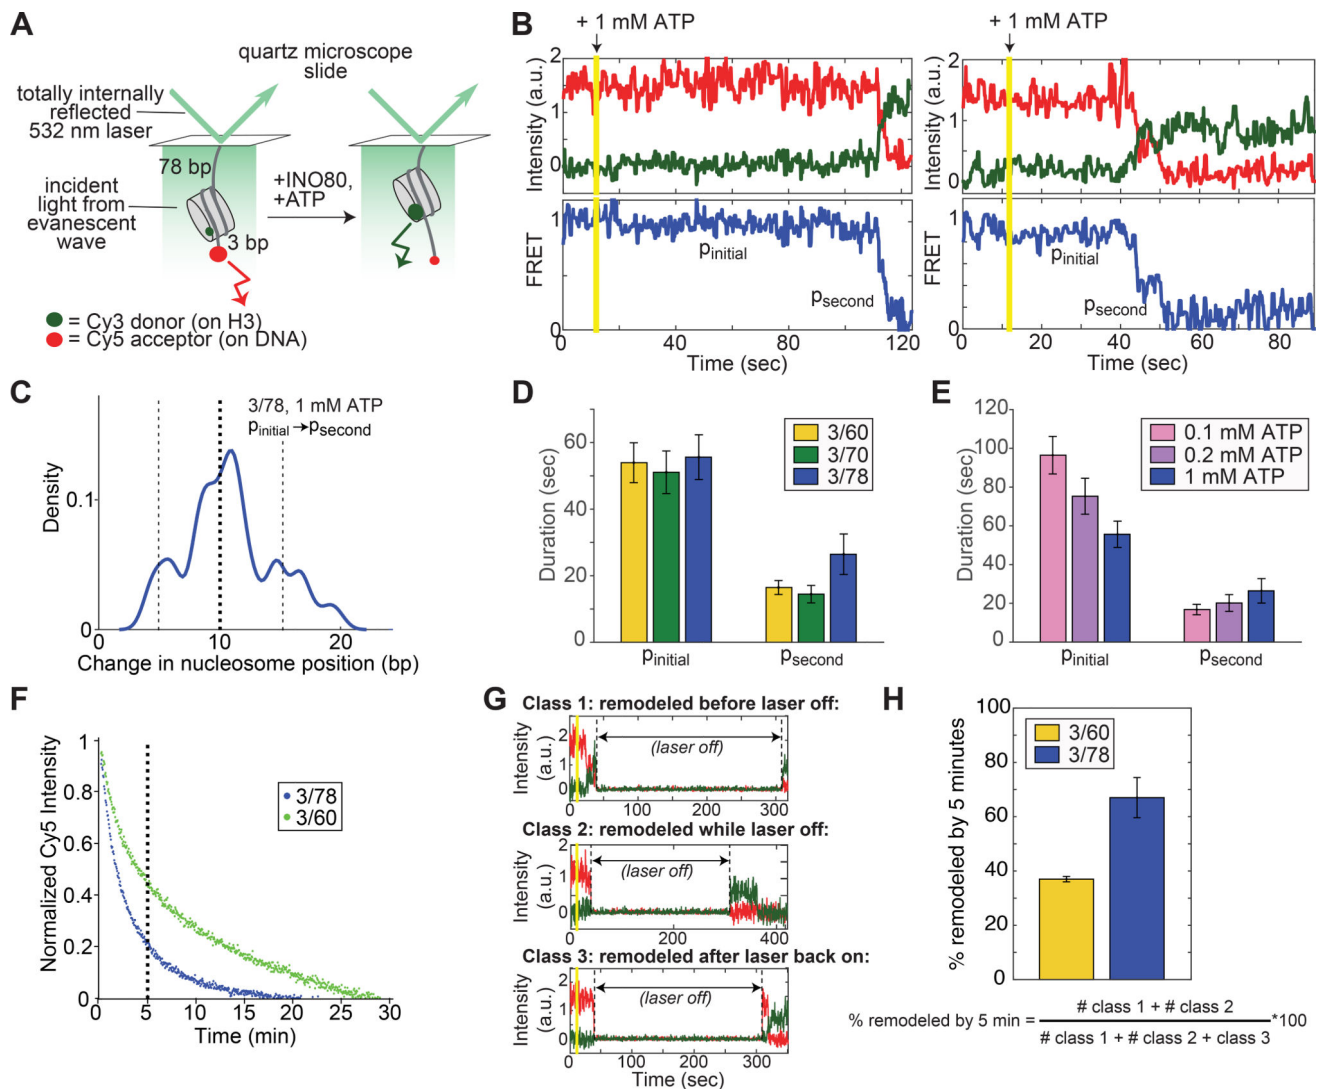 A
quartz microscope
slide
totally internally
reflected
532 nm laser
78 bp
incident
light from
evanescent
wave
+INO80,
+ATP
3 bp
= Cy3 donor (on H3)
= Cy5 acceptor (on DNA)
B
+ 1 mM ATP
+ 1 mM ATP
Intensity (a.u.)
2
1
0
Intensity (a.u.)
2
1
0
FRET
1
0
pinitial
psecond
0
40
80
120
Time (sec)
FRET
1
0
pinitial
psecond
0
20
40
60
80
Time (sec)
C
3/78, 1 mM ATP
pinitial→psecond
Density
0.1
0
0
10
20
Change in nucleosome position (bp)
D
Duration (sec)
60
40
20
0
3/60
3/70
3/78
pinitial
psecond
E
Duration (sec)
120
100
80
60
40
20
0
0.1 mM ATP
0.2 mM ATP
1 mM ATP
pinitial
psecond
F
Normalized Cy5 Intensity
1
0.8
0.6
0.4
0.2
0
3/78
3/60
0
5
10
15
20
25
30
Time (min)
G
Class 1: remodeled before laser off:
Intensity
(a.u.)
2
1
0
(laser off)
0
100
200
300
Class 2: remodeled while laser off:
Intensity
(a.u.)
2
1
0
(laser off)
0
200
400
Class 3: remodeled after laser back on:
Intensity
(a.u.)
2
1
0
(laser off)
0
100
200
300
Time (sec)
H
% remodeled by 5 minutes
100
80
60
40
20
0
3/60
3/78
% remodeled by 5 min =
# class 1 + # class 2
# class 1 + # class 2 + class 3
*100